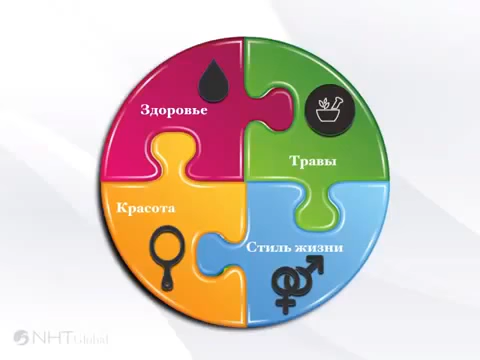 Здоровье
Травы
Красота
Стиль жизни
NHT Global